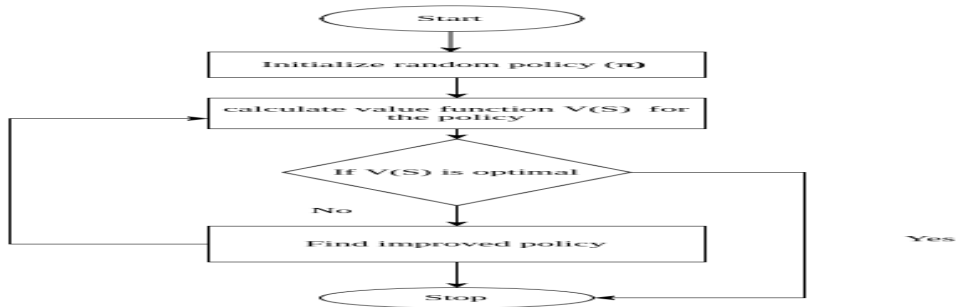 Start
Initialize random policy (π)
calculate value function V(S) for
the policy
If V(S) is optimal
No
Find improved policy
Yes
Stop